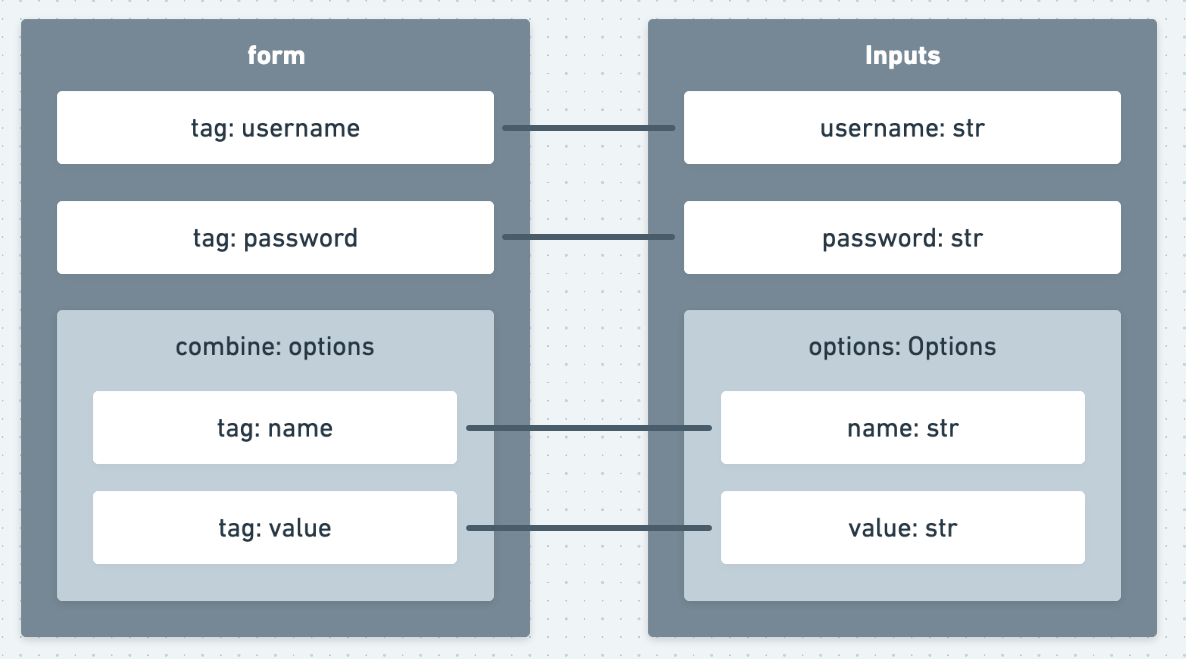 form
tag: username
tag: password
combine: options
tag: name
tag: value
Inputs
username: str
password: str
options: Options
name: str
value: str